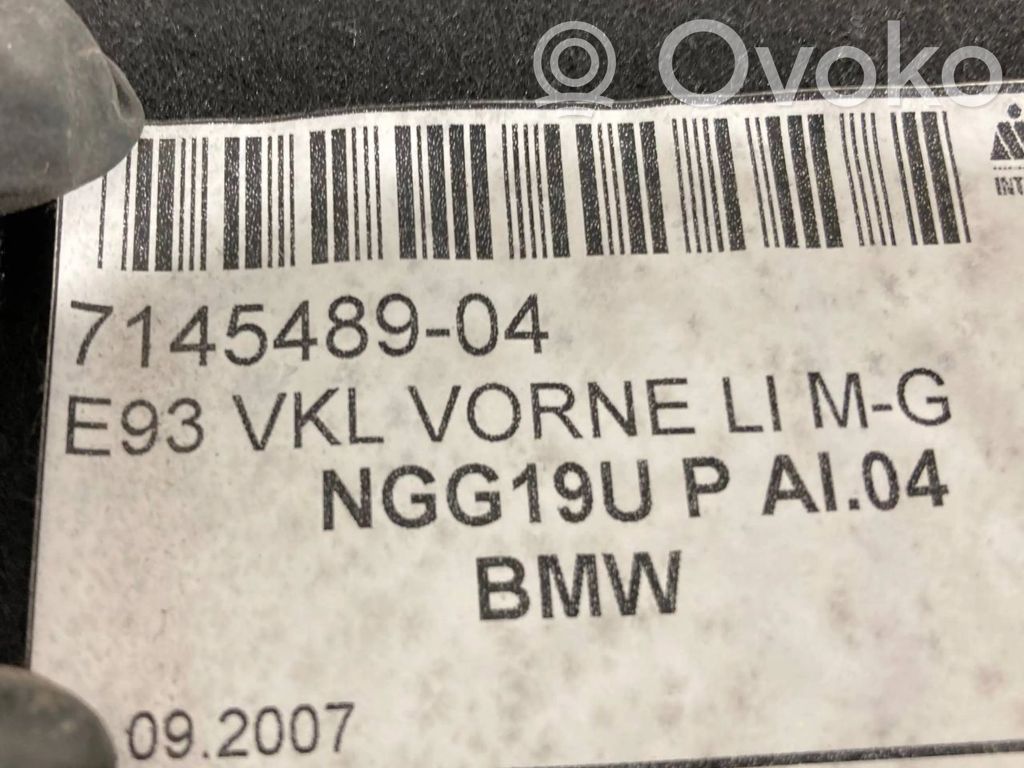 Ovoko
7145489-04
E93 VKL VORNE LI M-G
NGG19U P AI.04
BMW
09.2007